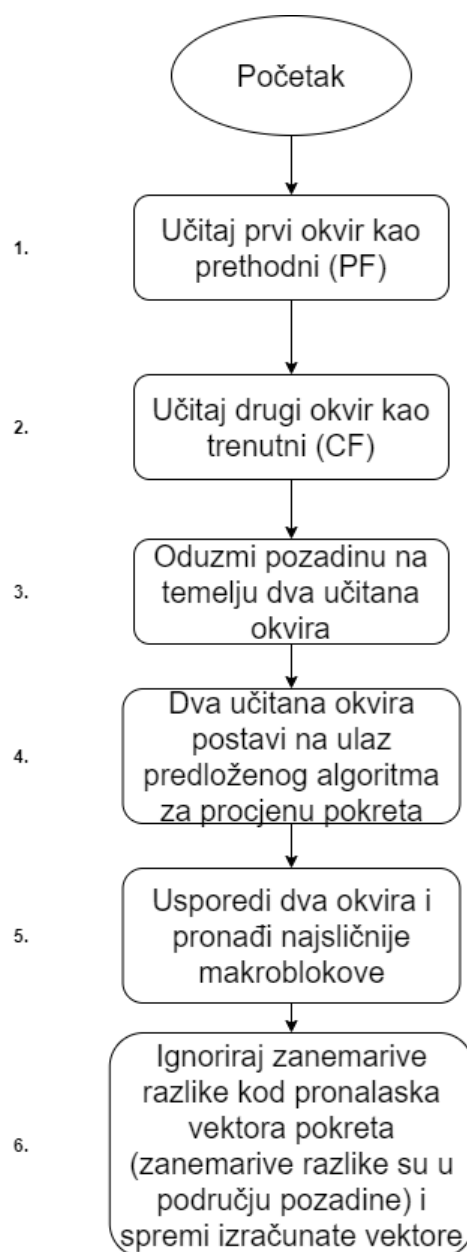 Početak
1.
Učitaj prvi okvir kao
prethodni (PF)
2.
Učitaj drugi okvir kao
trenutni (CF)
3.
Oduzmi pozadinu na
temelju dva učitana
okvira
4.
Dva učitana okvira
postavi na ulaz
predloženog algoritma
za procjenu pokreta
5.
Usporedi dva okvira i
pronađi najsličnije
makroblokove
6.
Ignoriraj zanemarive
razlike kod pronalaska
vektora pokreta
(zanemarive razlike su u
području pozadine) i
spremi izračunate vektore